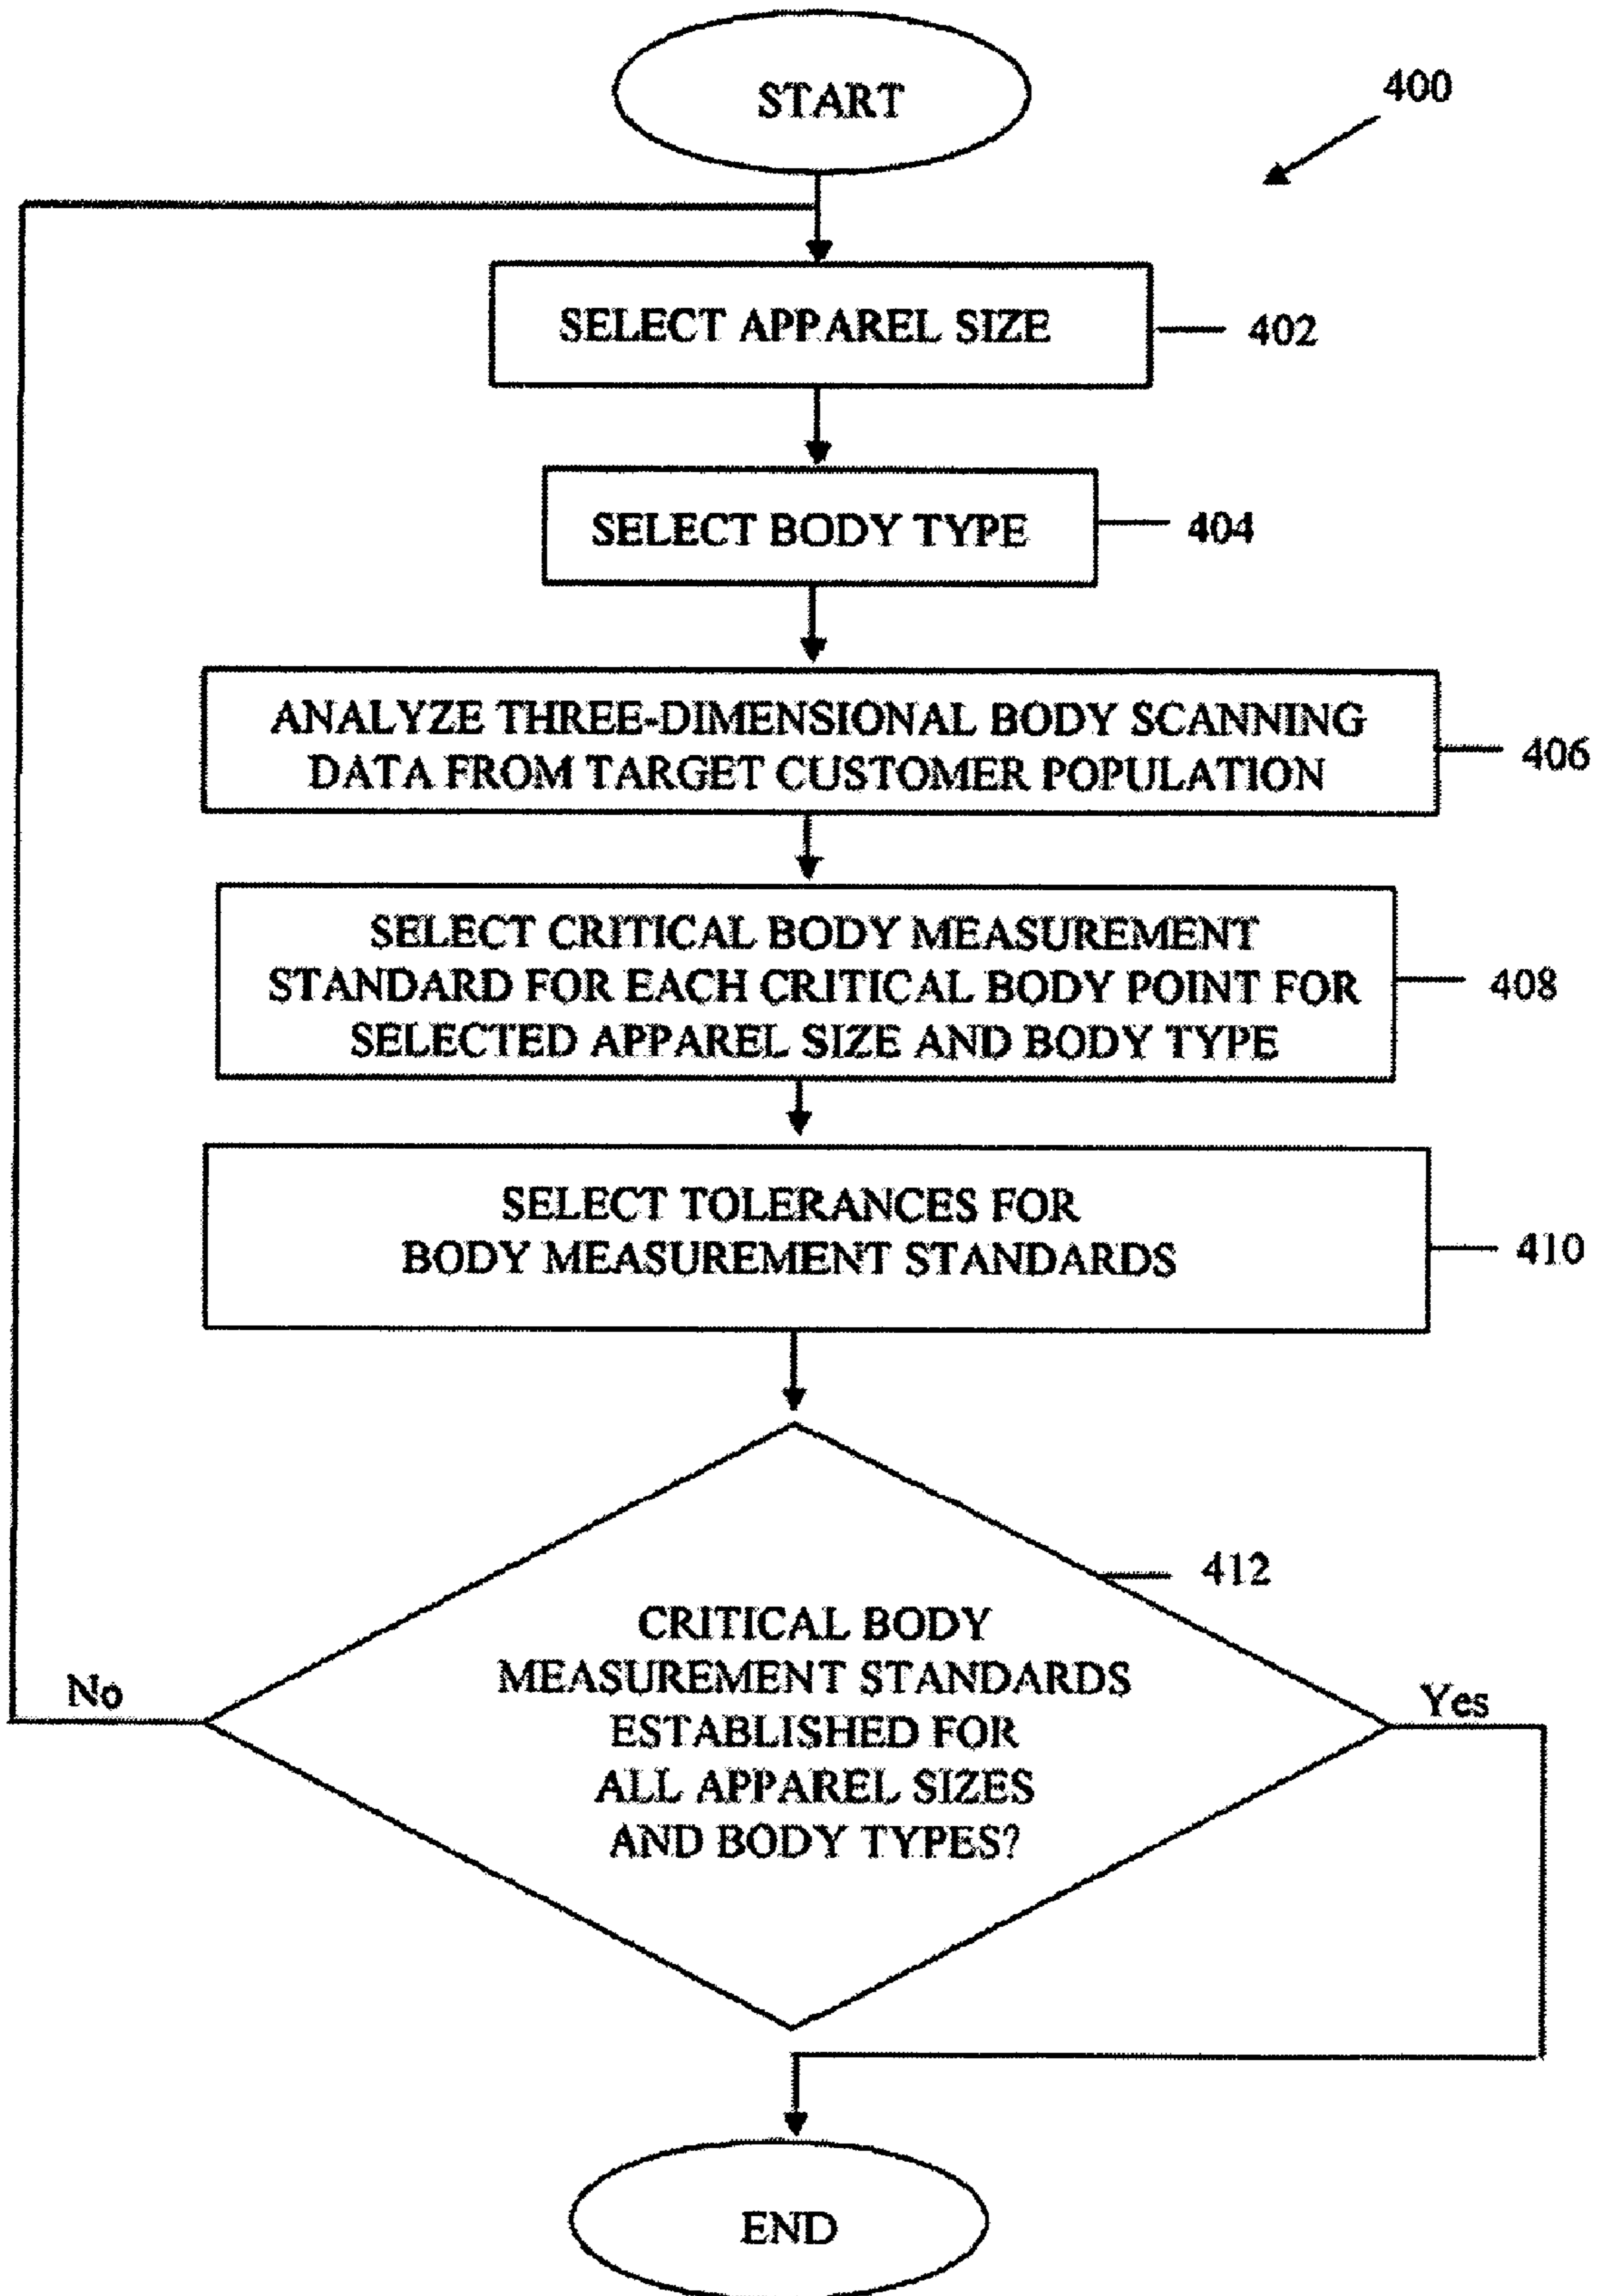 START
400
SELECT APPAREL SIZE
402
SELECT BODY TYPE
404
ANALYZE THREE-DIMENSIONAL BODY SCANNING
DATA FROM TARGET CUSTOMER POPULATION
406
SELECT CRITICAL BODY MEASUREMENT
STANDARD FOR EACH CRITICAL BODY POINT FOR
SELECTED APPAREL SIZE AND BODY TYPE
408
SELECT TOLERANCES FOR
BODY MEASUREMENT STANDARDS
410
412
CRITICAL BODY
MEASUREMENT STANDARDS
ESTABLISHED FOR
ALL APPAREL SIZES
AND BODY TYPES?
No
Yes
END